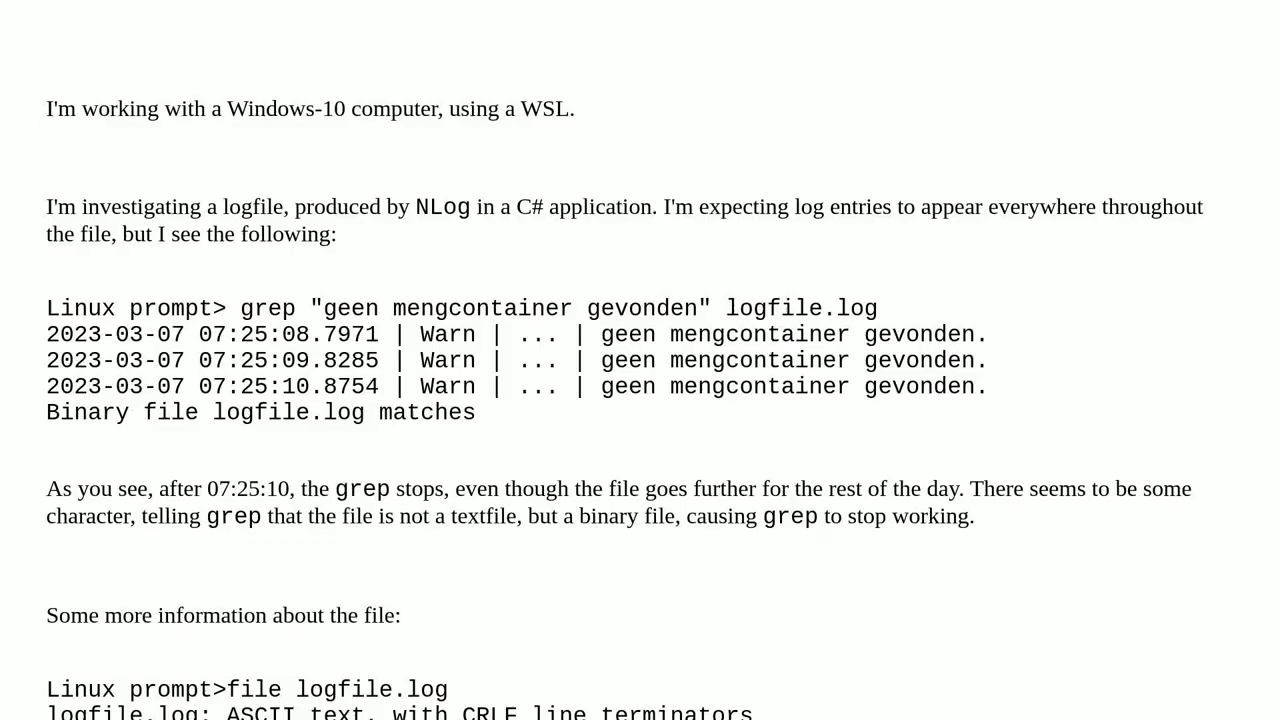 I'm working with a Windows-10 computer, using a WSL.
I'm investigating a logfile, produced by NLog in a C# application. I'm expecting log entries to appear everywhere throughout
the file, but I see the following:
Linux prompt> grep "geen mengcontainer gevonden" logfile.log
2023-03-07 07:25:08.7971 | Warn | ... | geen mengcontainer gevonden.
2023-03-07 07:25:09.8285 | Warn | ... | geen mengcontainer gevonden.
2023-03-07 07:25:10.8754 | Warn | ... | geen mengcontainer gevonden.
Binary file logfile.log matches
As you see, after 07:25:10, the grep stops, even though the file goes further for the rest of the day. There seems to be some
character, telling grep that the file is not a textfile, but a binary file, causing grep to stop working.
Some more information about the file:
Linux prompt>file logfile.log
logfile.log: ASCII text, with CRLF line terminators